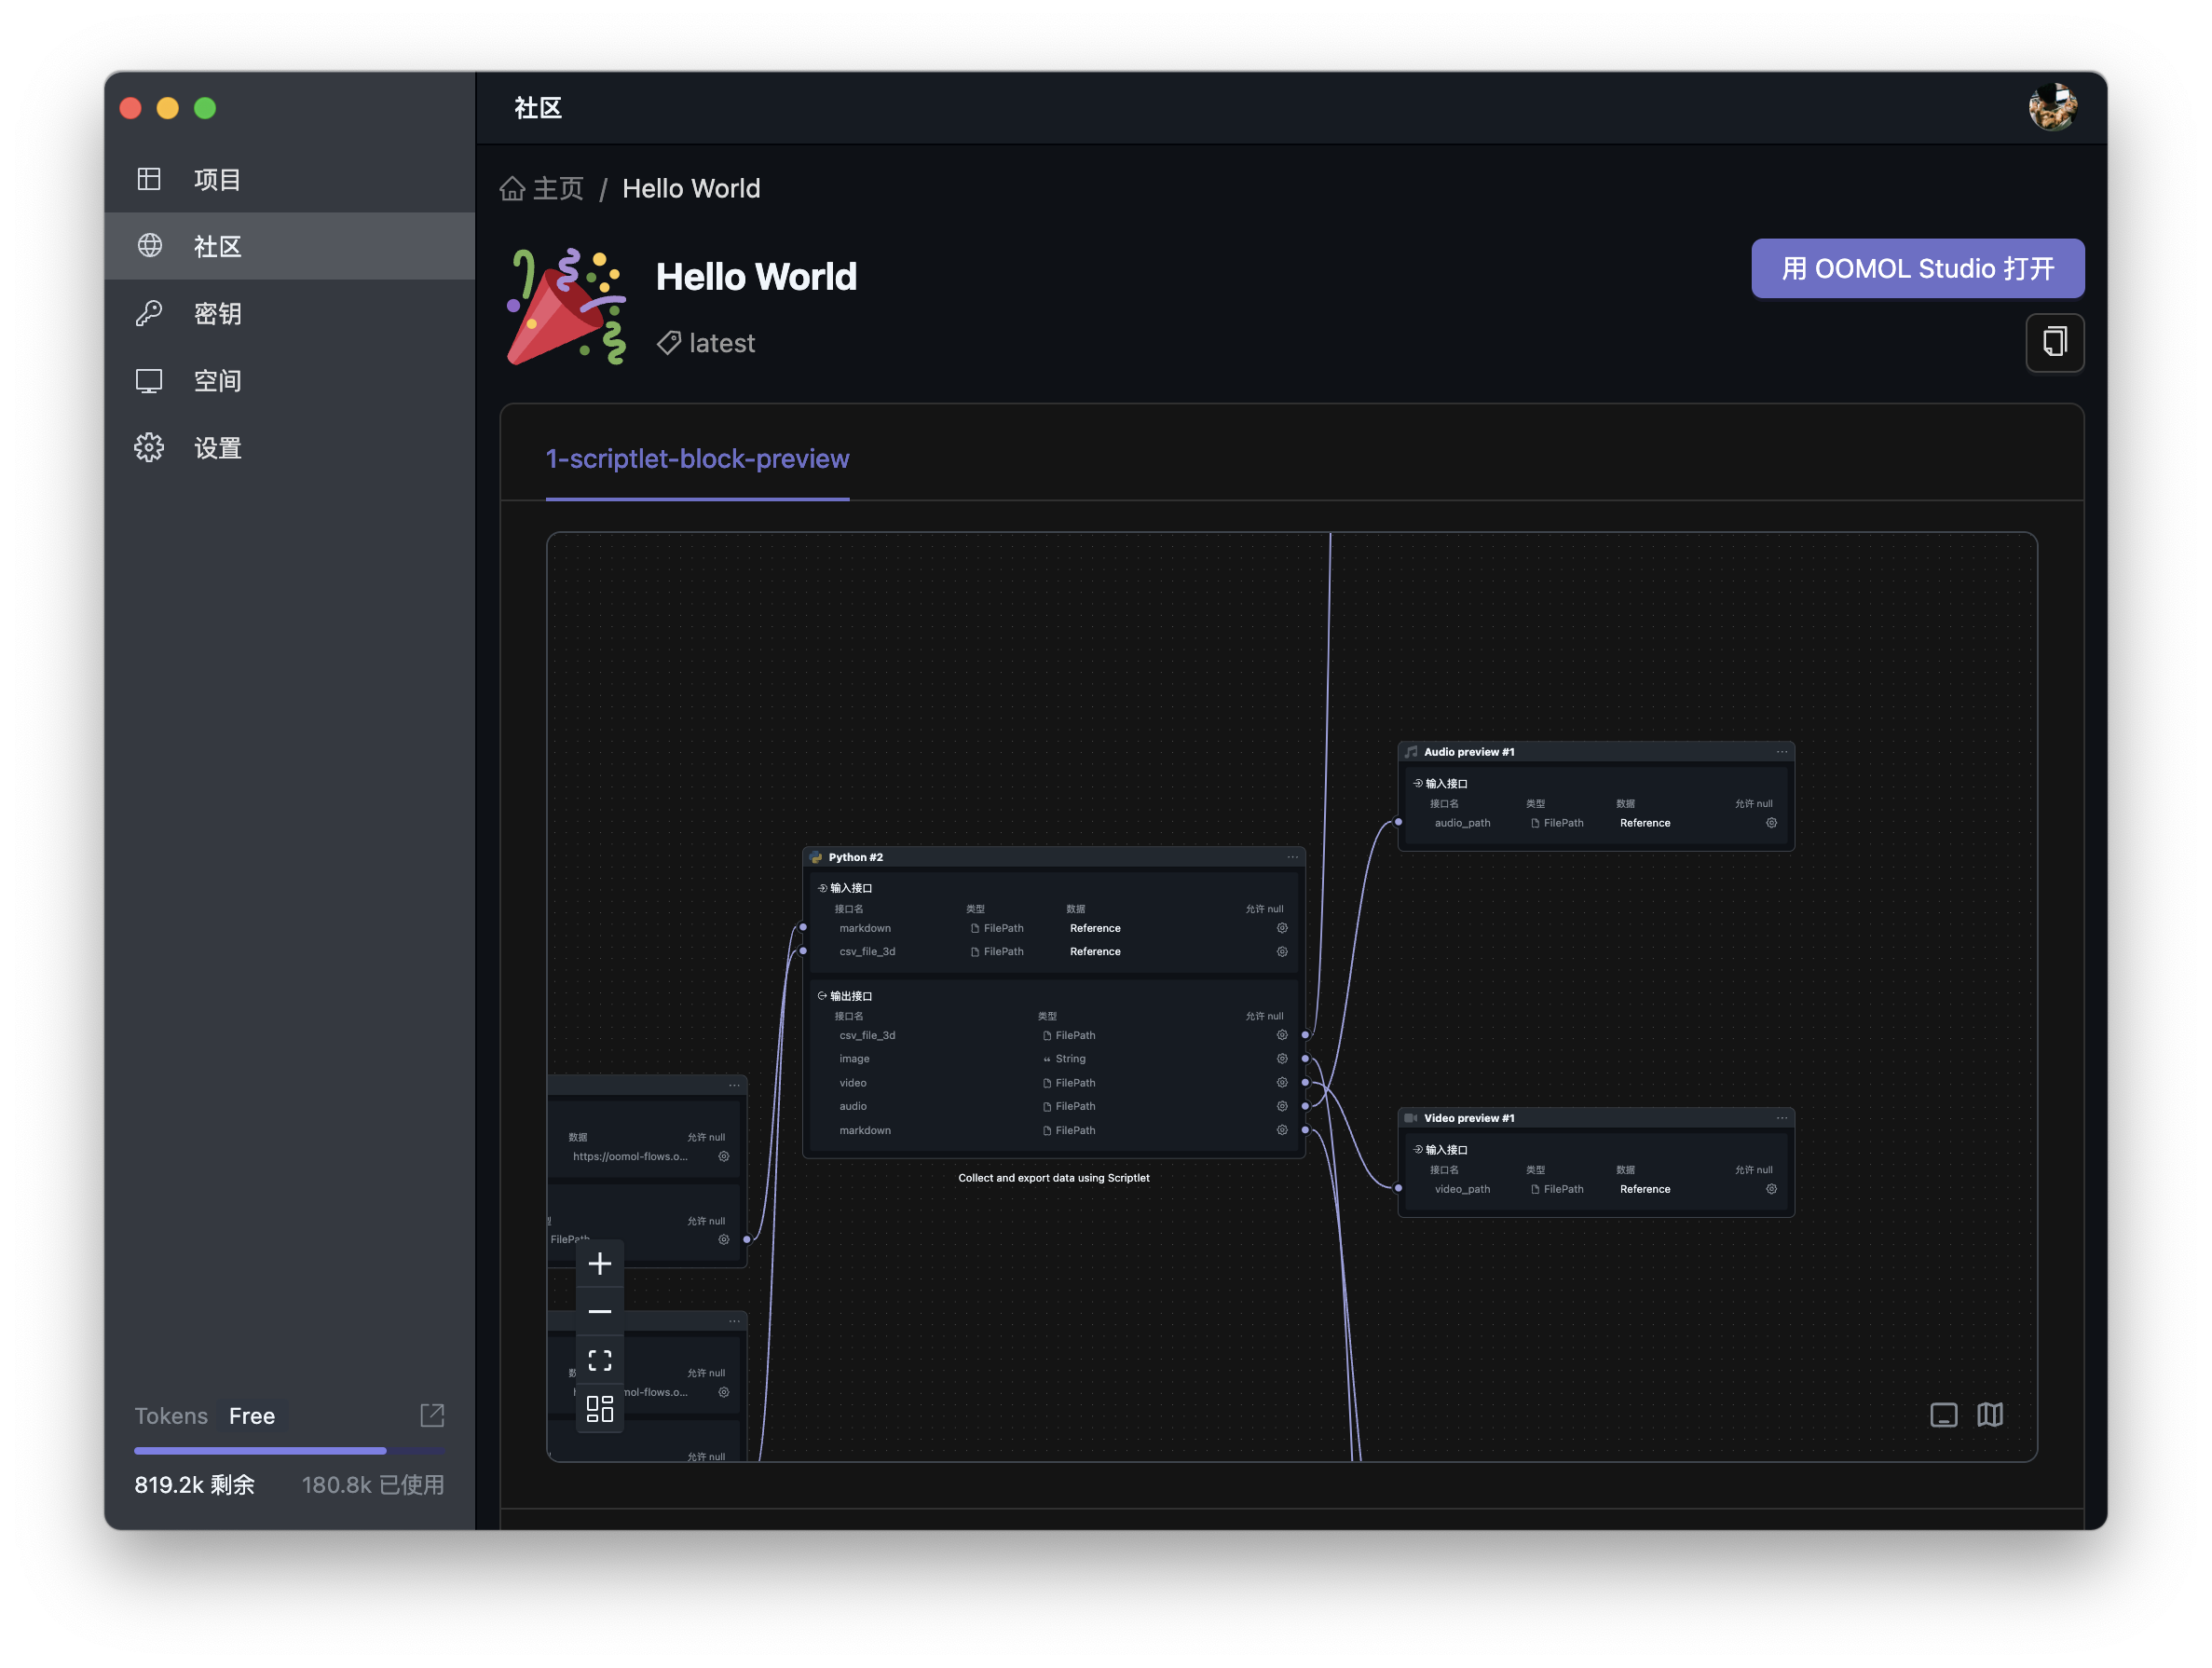 社区
项目
社区
密钥
空间
设置
主页 / Hello World
Hello World
latest
用 OOMOL Studio 打开
1-scriptlet-block-preview
Audio preview #1
输入接口
接口名 类型 数据 允许 null
audio_path FilePath Reference
Python #2
输入接口
接口名 类型 数据 允许 null
markdown FilePath Reference
csv_file_3d FilePath Reference
输出接口
接口名 类型 允许 null
csv_file_3d FilePath
image String
video FilePath
audio FilePath
markdown FilePath
Collect and export data using Scriptlet
Video preview #1
输入接口
接口名 类型 数据 允许 null
video_path FilePath Reference
数据 允许 null
https://oomol-flows.o...
允许 null
FilePath
允许 null
mol-flows.o...
允许 null
Tokens Free
819.2k 剩余 180.8k 已使用